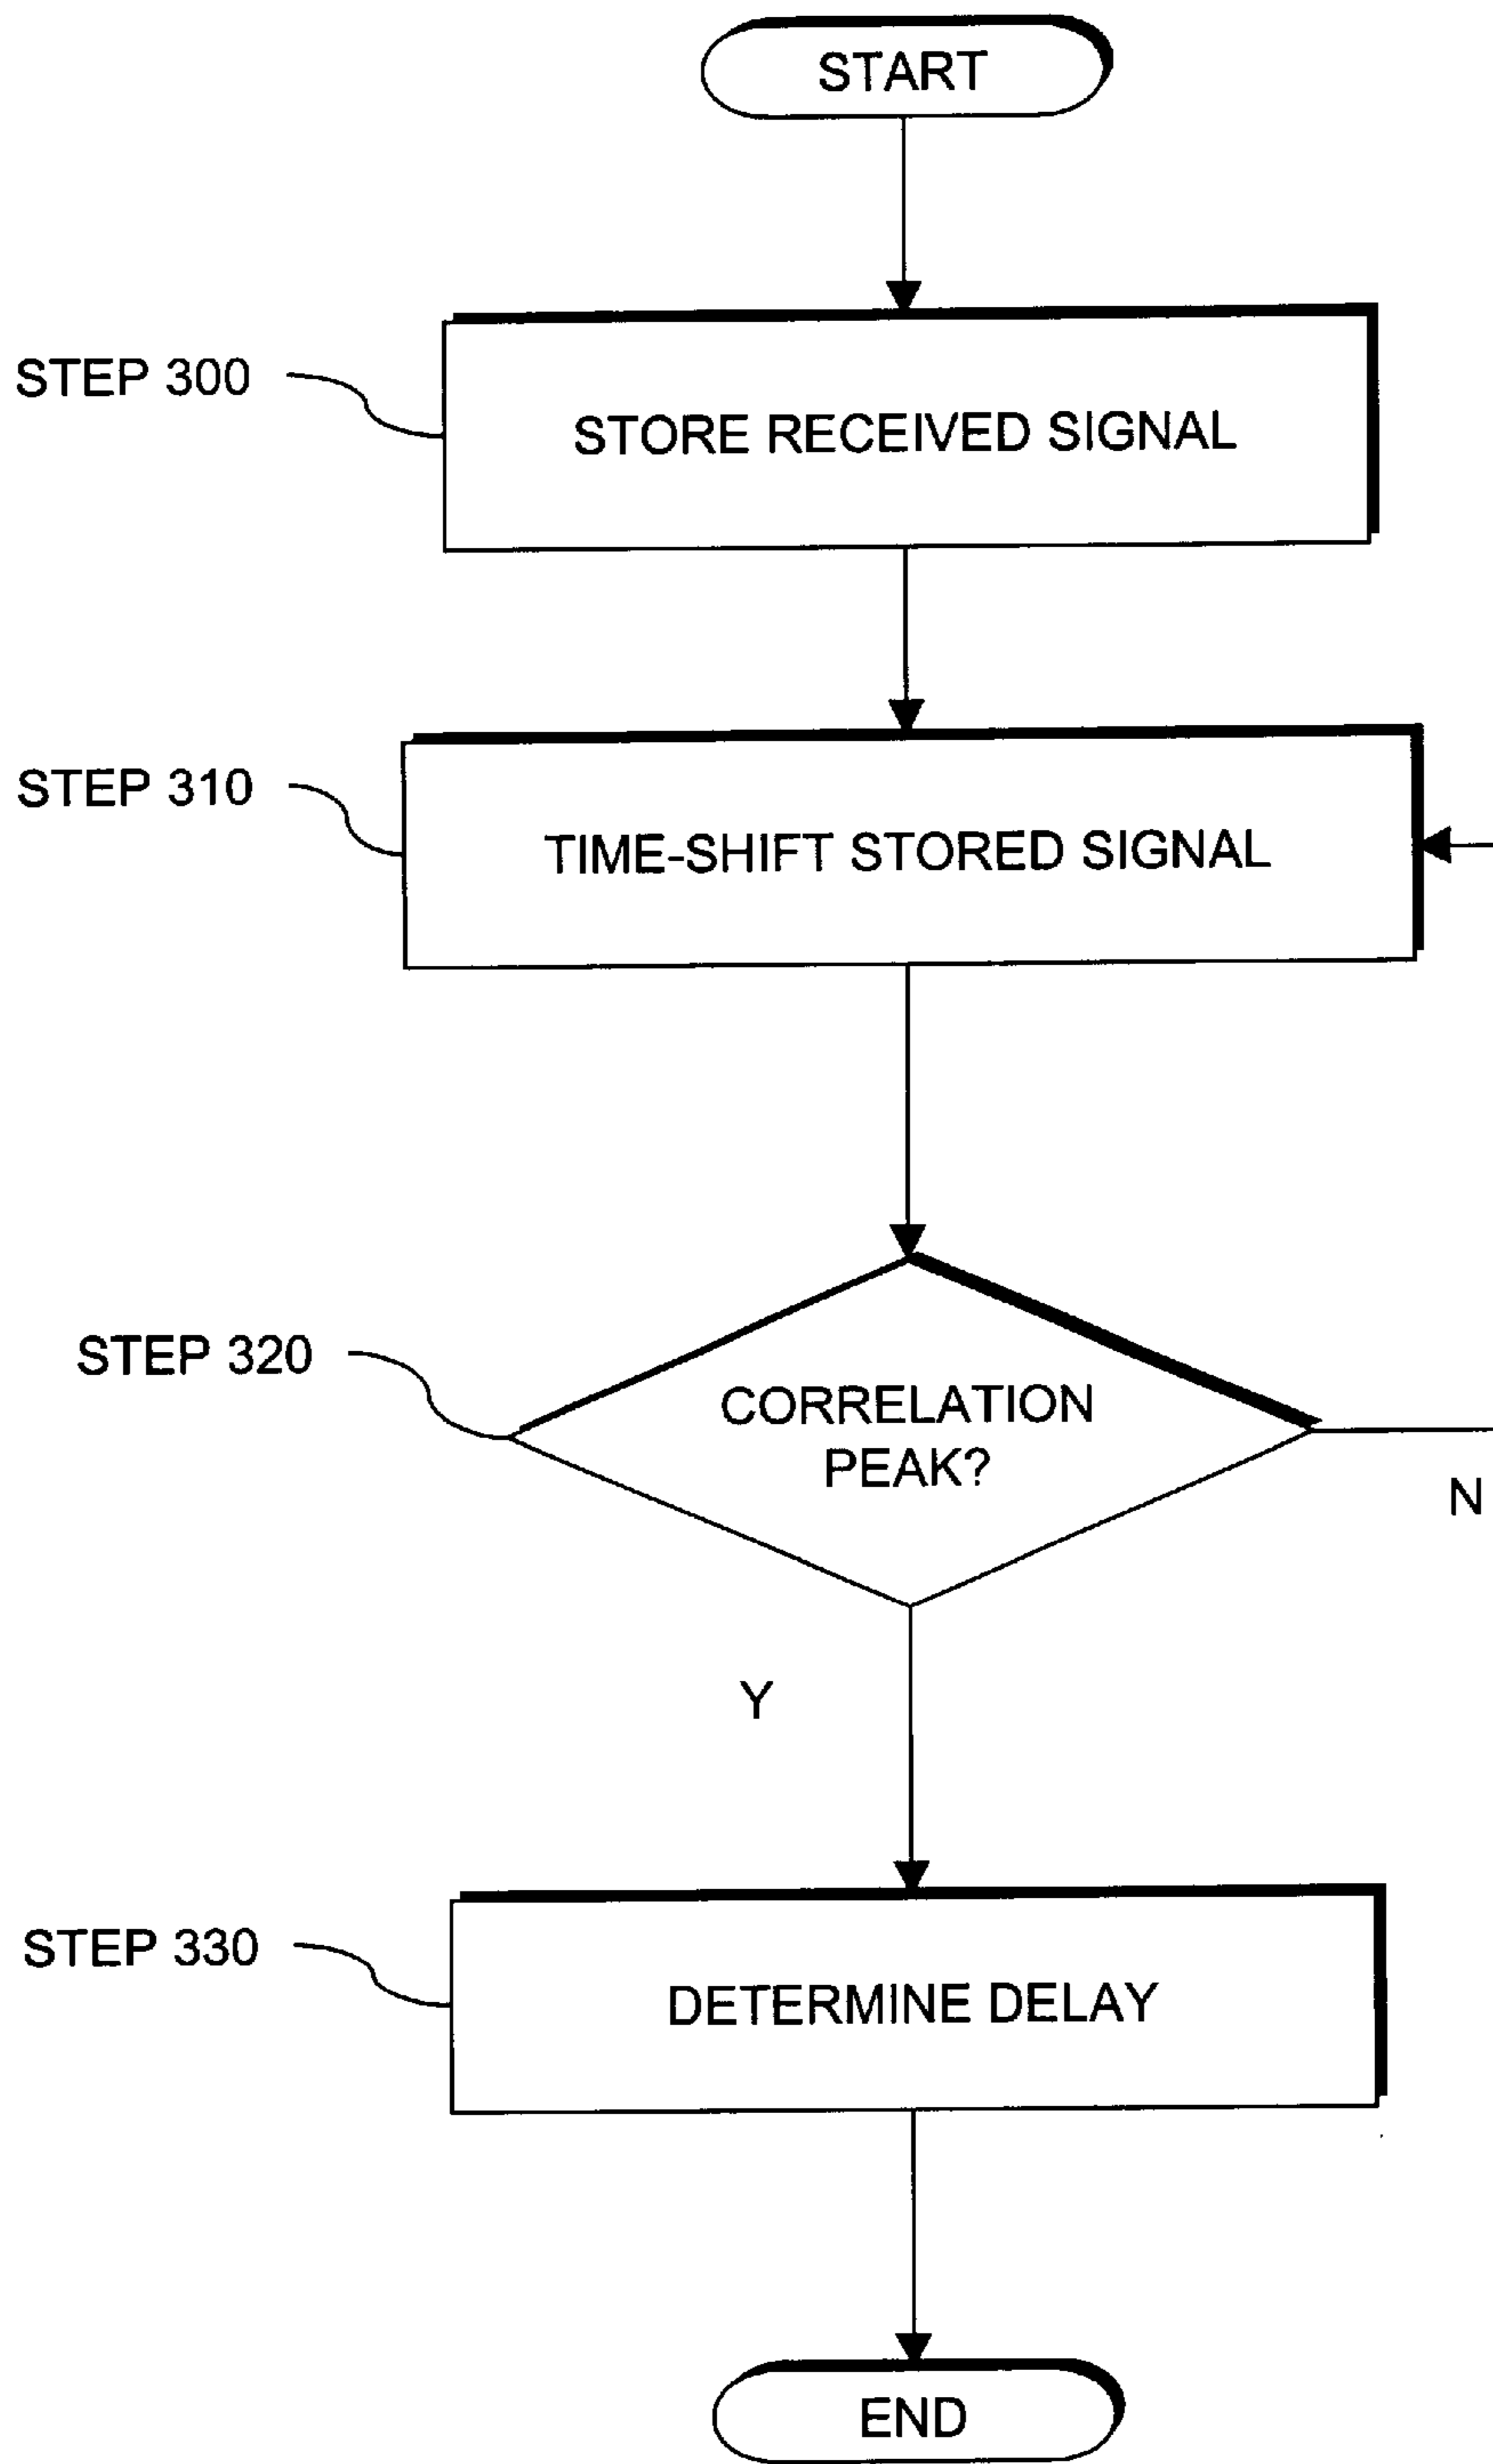 START
STEP 300
STORE RECEIVED SIGNAL
STEP 310
TIME-SHIFT STORED SIGNAL
STEP 320
CORRELATION
PEAK?
N
Y
STEP 330
DETERMINE DELAY
END